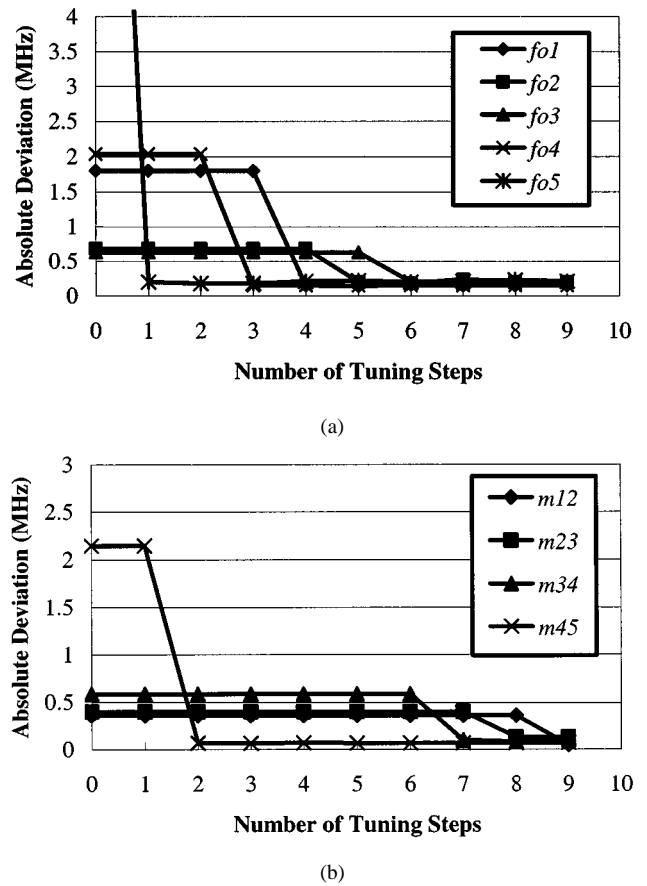 4
3.5
3
2.5
2
1.5
1
0.5
0
Absolute Deviation (MHz)
fo1
fo2
fo3
fo4
fo5
0 1 2 3 4 5 6 7 8 9 10
Number of Tuning Steps
(a)
3
2.5
2
1.5
1
0.5
0
Absolute Deviation (MHz)
m12
m23
m34
m45
0 1 2 3 4 5 6 7 8 9 10
Number of Tuning Steps
(b)